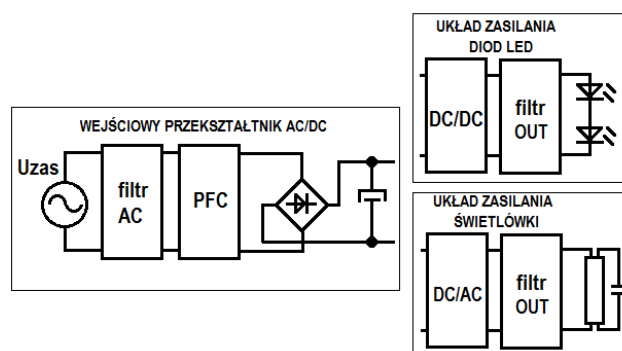 WEJŚCIOWY PRZEKSZTAŁTNIK AC/DC
Uzas
filtr
AC
PFC
UKŁAD ZASILANIA
DIOD LED
DC/DC
filtr
OUT
UKŁAD ZASILANIA
ŚWIETLÓWKI
DC/AC
filtr
OUT